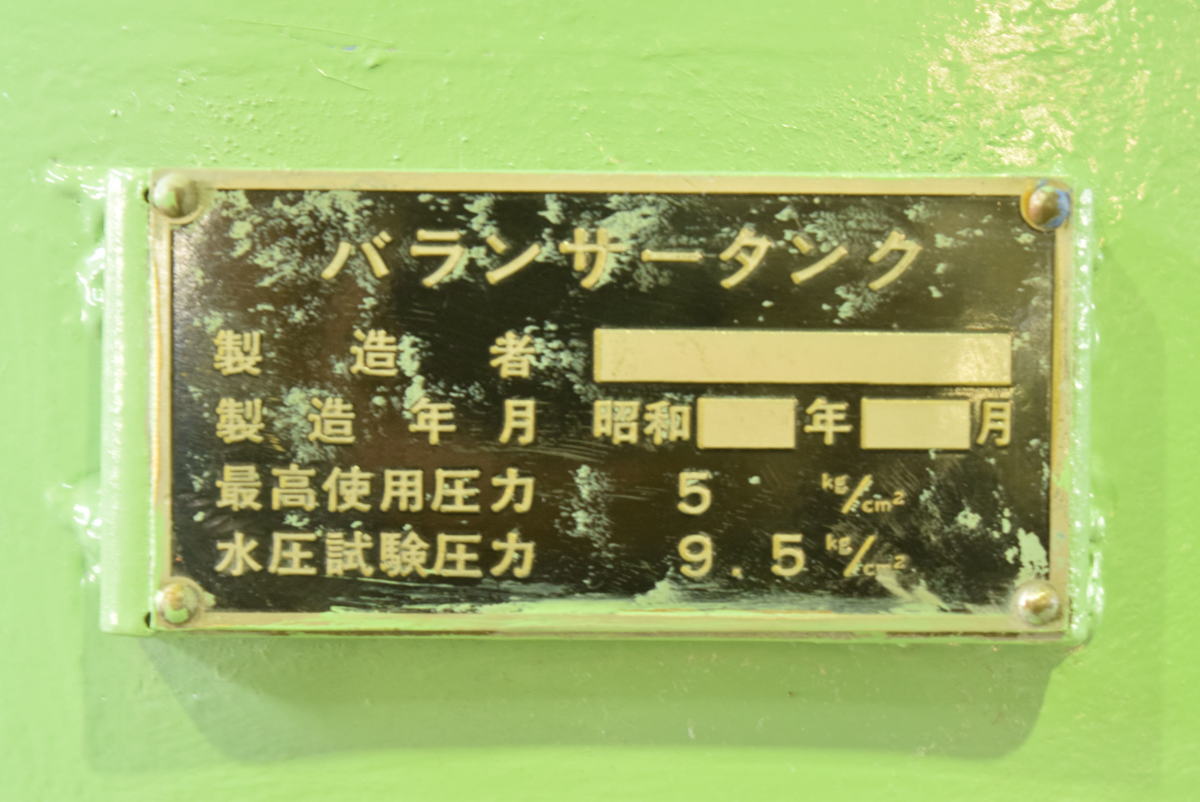 バランサータンク
製造者
製造年月 昭和 年 月
最高使用圧力 5 kg/cm²
水圧試験圧力 9.5 kg/cm²